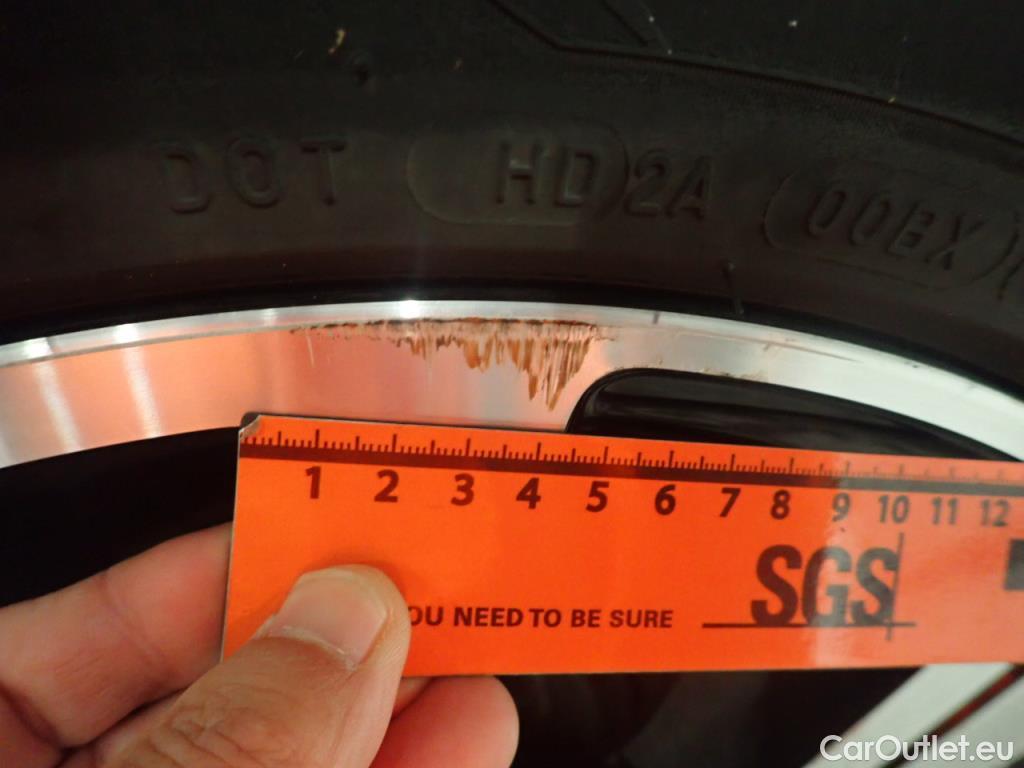 DOT HD2A 00BX
1 2 3 4 5 6 7 8 9 10 11 12
SGS
OU NEED TO BE SURE
CarOutlet.eu